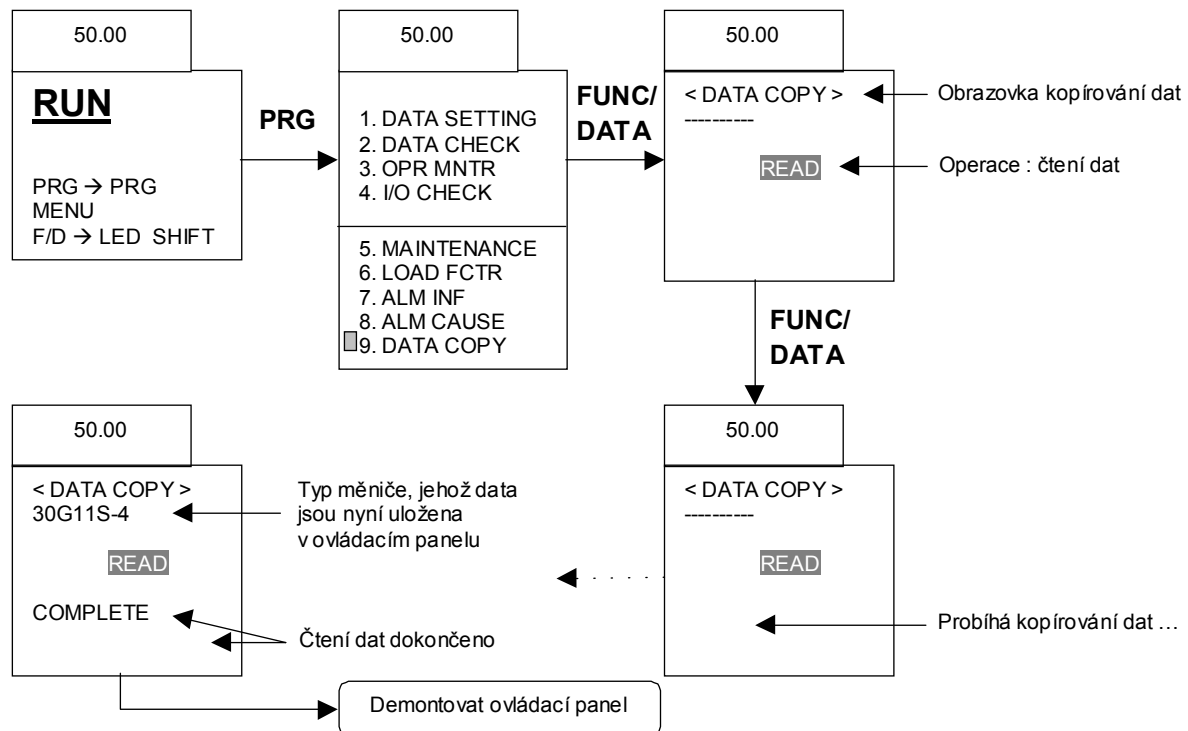 50.00
RUN
PRG → PRG
MENU
F/D → LED SHIFT
PRG
50.00
1. DATA SETTING
2. DATA CHECK
3. OPR MNTR
4. I/O CHECK
5. MAINTENANCE
6. LOAD FCTR
7. ALM INF
8. ALM CAUSE
9. DATA COPY
FUNC/
DATA
50.00
< DATA COPY >
----------
READ
Obrazovka kopírování dat
Operace : čtení dat
FUNC/
DATA
50.00
< DATA COPY >
30G11S-4
READ
COMPLETE
Typ měniče, jehož data
jsou nyní uložena
v ovládacím panelu
Čtení dat dokončeno
50.00
< DATA COPY >
----------
READ
Probíhá kopírování dat …
Demontovat ovládací panel